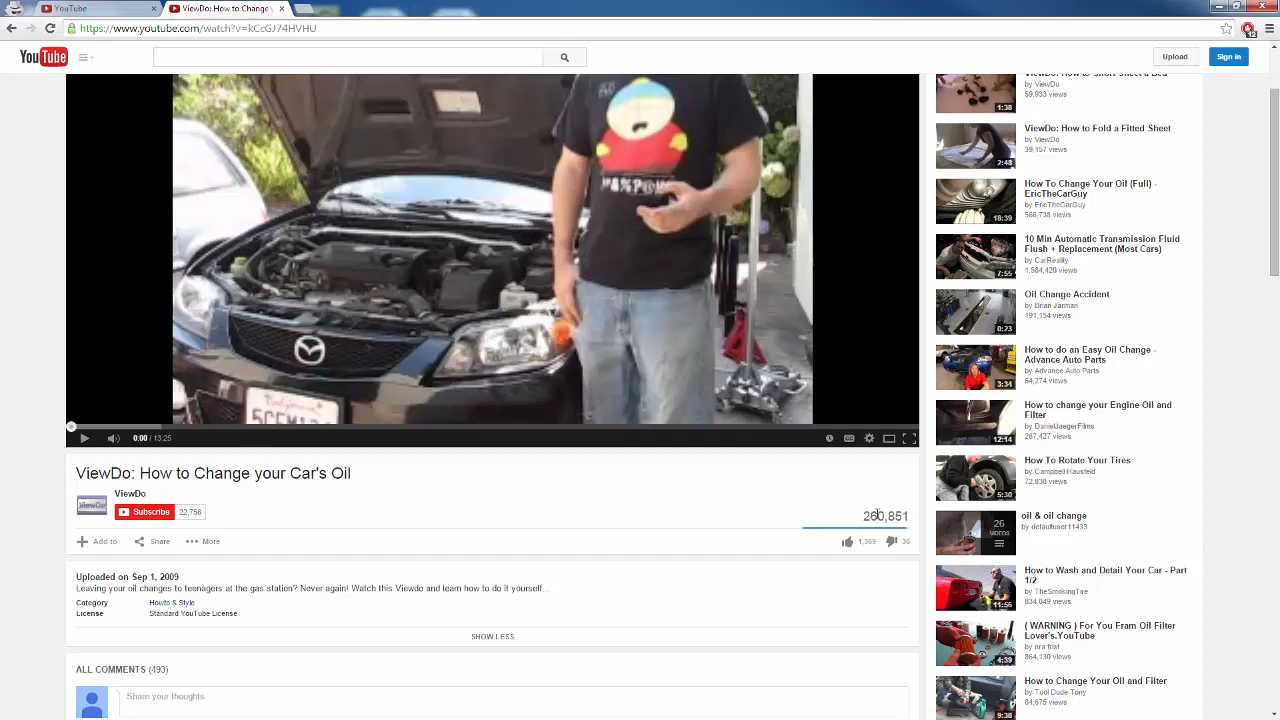 YouTube
ViewDo: How to Change y
https://www.youtube.com/watch?v=kCcGJ74HVHU
12
YouTube
Upload
Sign in
0:00 / 13:25
ViewDo: How to Change your Car's Oil
ViewDo
ViewDo
Subscribe
22,758
260,851
Add to
Share
More
1,369
36
Uploaded on Sep 1, 2009
Leaving your oil changes to teenagers at the gas station? Never again! Watch this Viewdo and learn how to do it yourself...
Category
Howto & Style
License
Standard YouTube License
SHOW LESS
ALL COMMENTS (493)
Share your thoughts
ViewDo: How to Short Sheet a Bed
by ViewDo
59,933 views
1:38
ViewDo: How to Fold a Fitted Sheet
by ViewDo
39,157 views
2:48
How To Change Your Oil (Full) -
EricTheCarGuy
by EricTheCarGuy
566,738 views
18:39
10 Min Automatic Transmission Fluid
Flush + Replacement (Most Cars)
by CarReality
1,584,420 views
7:55
Oil Change Accident
by Brian Jarman
191,154 views
0:23
How to do an Easy Oil Change -
Advance Auto Parts
by Advance Auto Parts
64,274 views
3:34
How to change your Engine Oil and
Filter
by DanielJaegerFilms
267,427 views
12:14
How To Rotate Your Tires
by Campbell Hausfeld
72,838 views
5:30
oil & oil change
by defaultuser11433
26
VIDEOS
How to Wash and Detail Your Car - Part
1/2
by TheSmokingTire
834,049 views
11:56
( WARNING ) For You Fram Oil Filter
Lover's.YouTube
by ora frist
864,130 views
4:39
How to Change Your Oil and Filter
by Tool Dude Tony
84,875 views
9:38